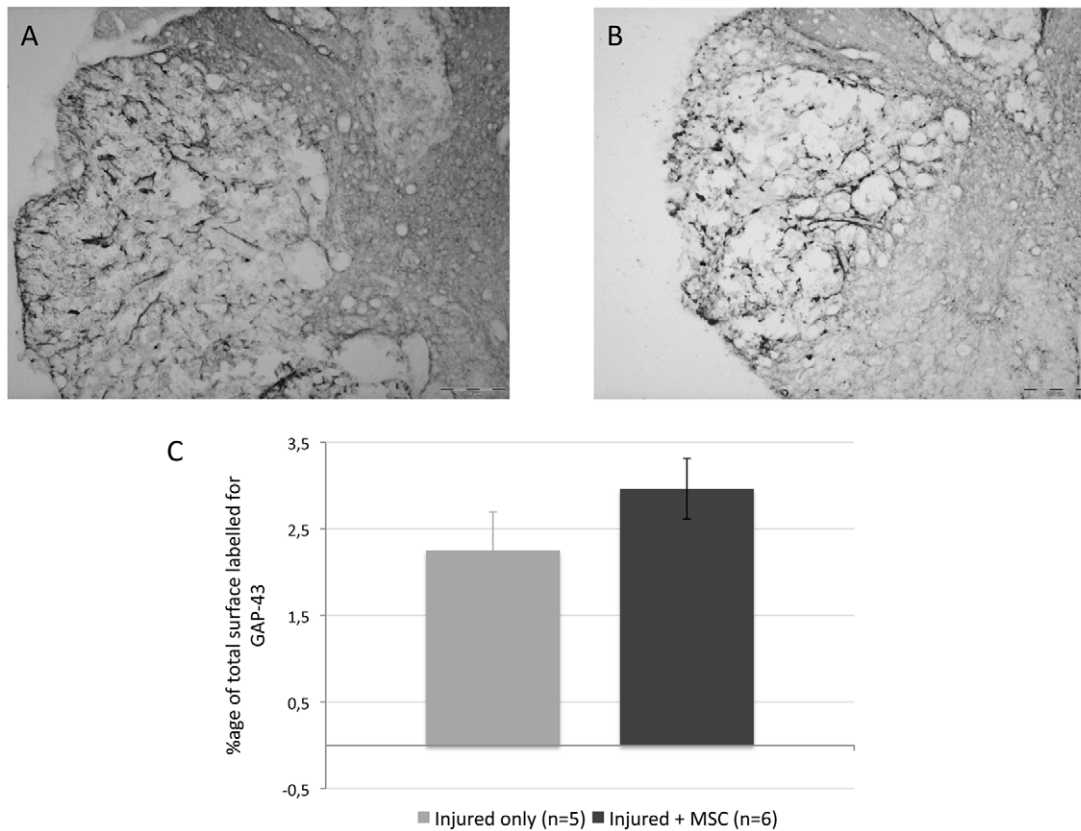 A
B
C
%age of total surface labelled for
GAP-43
3,5
2,5
1,5
0,5
-0,5
Injured only (n=5) Injured + MSC (n=6)